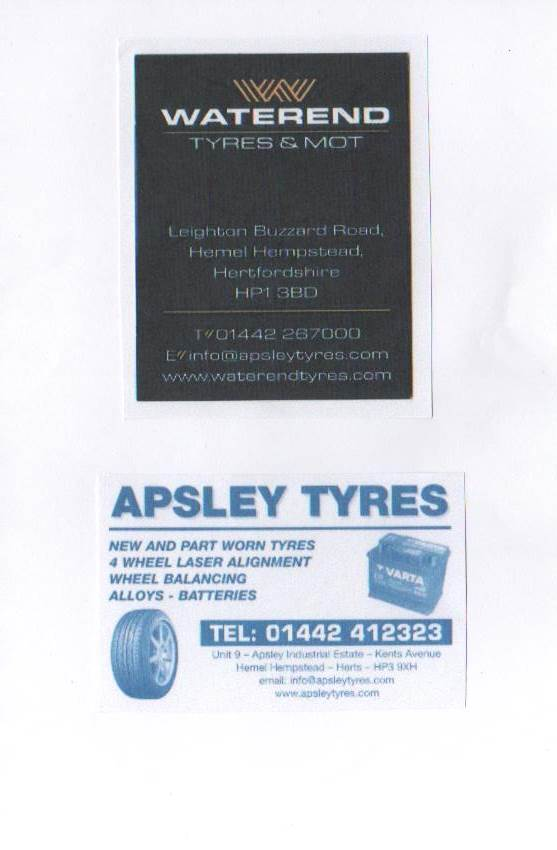 WATEREND
TYRES & MOT
Leighton Buzzard Road,
Hemel Hempstead,
Hertfordshire
HP1 3BD
T//01442 267000
E//info@apsleytyres.com
www.waterendtyres.com
APSLEY TYRES
NEW AND PART WORN TYRES
4 WHEEL LASER ALIGNMENT
WHEEL BALANCING
ALLOYS - BATTERIES
VARTA
TEL: 01442 412323
Unit 9 – Apsley Industrial Estate – Kents Avenue
Hemel Hempstead – Herts – HP3 9XH
email: info@apsleytyres.com
www.apsleytyres.com